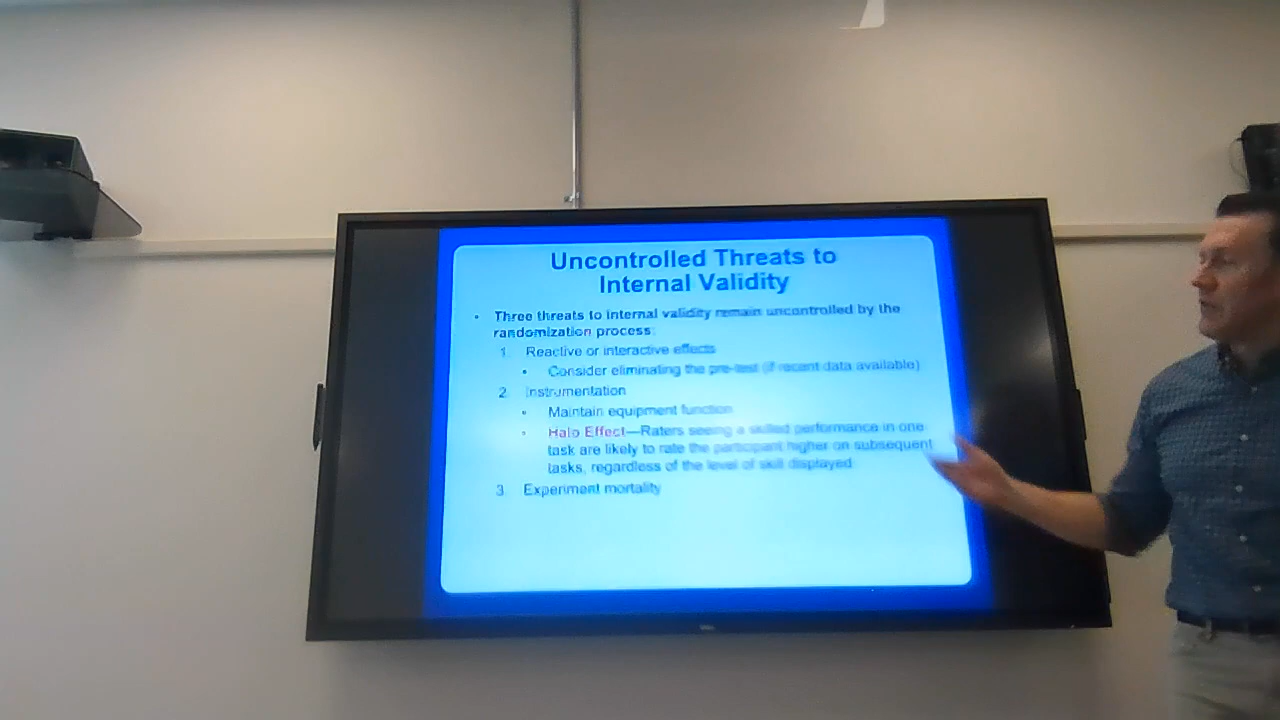 Uncontrolled Threats to
Internal Validity
• Three threats to internal validity remain uncontrolled by the
randomization process:
1. Reactive or interactive effects
• Consider eliminating the pre-test (if recent data available)
2. Instrumentation
• Maintain equipment function
• Halo Effect—Raters seeing a skilled performance in one
task are likely to rate the participant higher on subsequent
tasks, regardless of the level of skill displayed
3. Experiment mortality